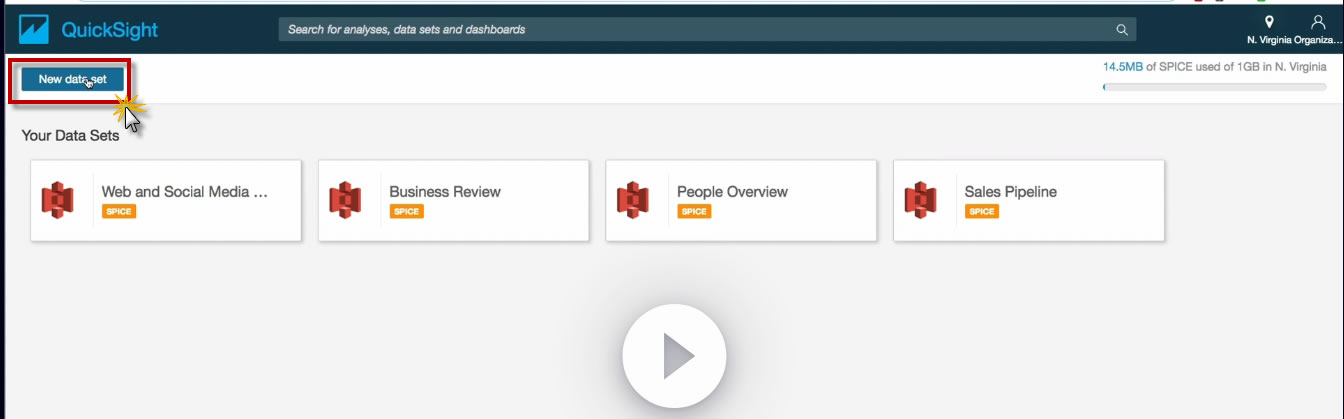 QuickSight
Search for analyses, data sets and dashboards
N. Virginia Organiza...
New data set
14.5MB of SPICE used of 1GB in N. Virginia
Your Data Sets
Web and Social Media ...
SPICE
Business Review
SPICE
People Overview
SPICE
Sales Pipeline
SPICE